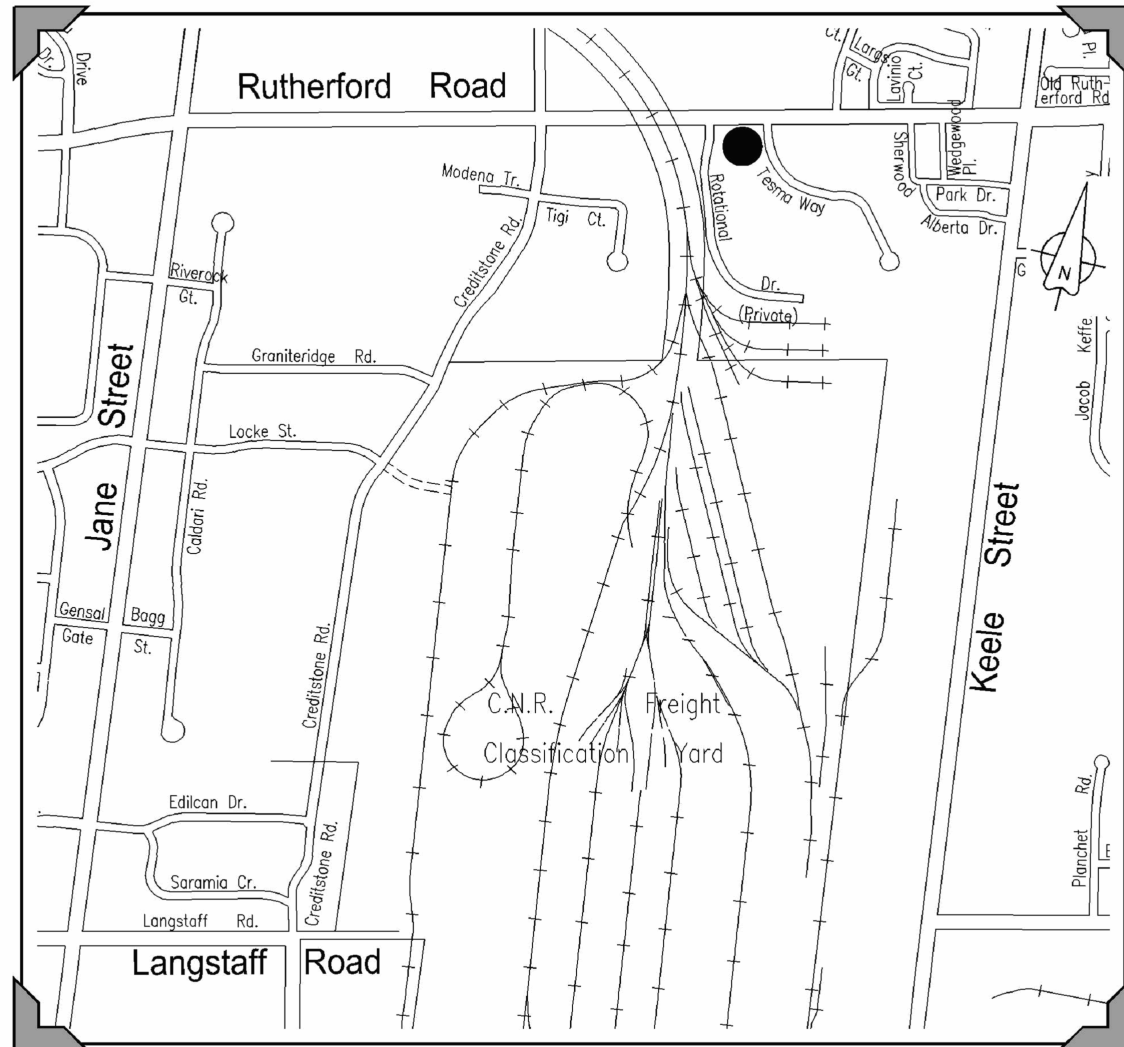 Dr.
Drive
Rutherford Road
Ct.
Largs
Gt.
Lavinio
Ct.
Pl.
Old Ruth-
erford Rd
Modena Tr.
Tigi Ct.
Creditstone Rd.
Rotational
Dr.
(Private)
Tesma Way
Sherwood
Wedgewood
Pl.
Park Dr.
Alberta Dr.
G
N
y
Riverock
Gt.
Graniteridge Rd.
Jacob Keffe
Jane Street
Locke St.
Caldari Rd.
Keele Street
Gensal
Gate
Bagg
St.
Creditstone Rd.
C.N.R. Freight
Classification Yard
Edilcan Dr.
Saramia Cr.
Creditstone Rd.
Planchet Rd.
E
Langstaff Rd.
Langstaff Road